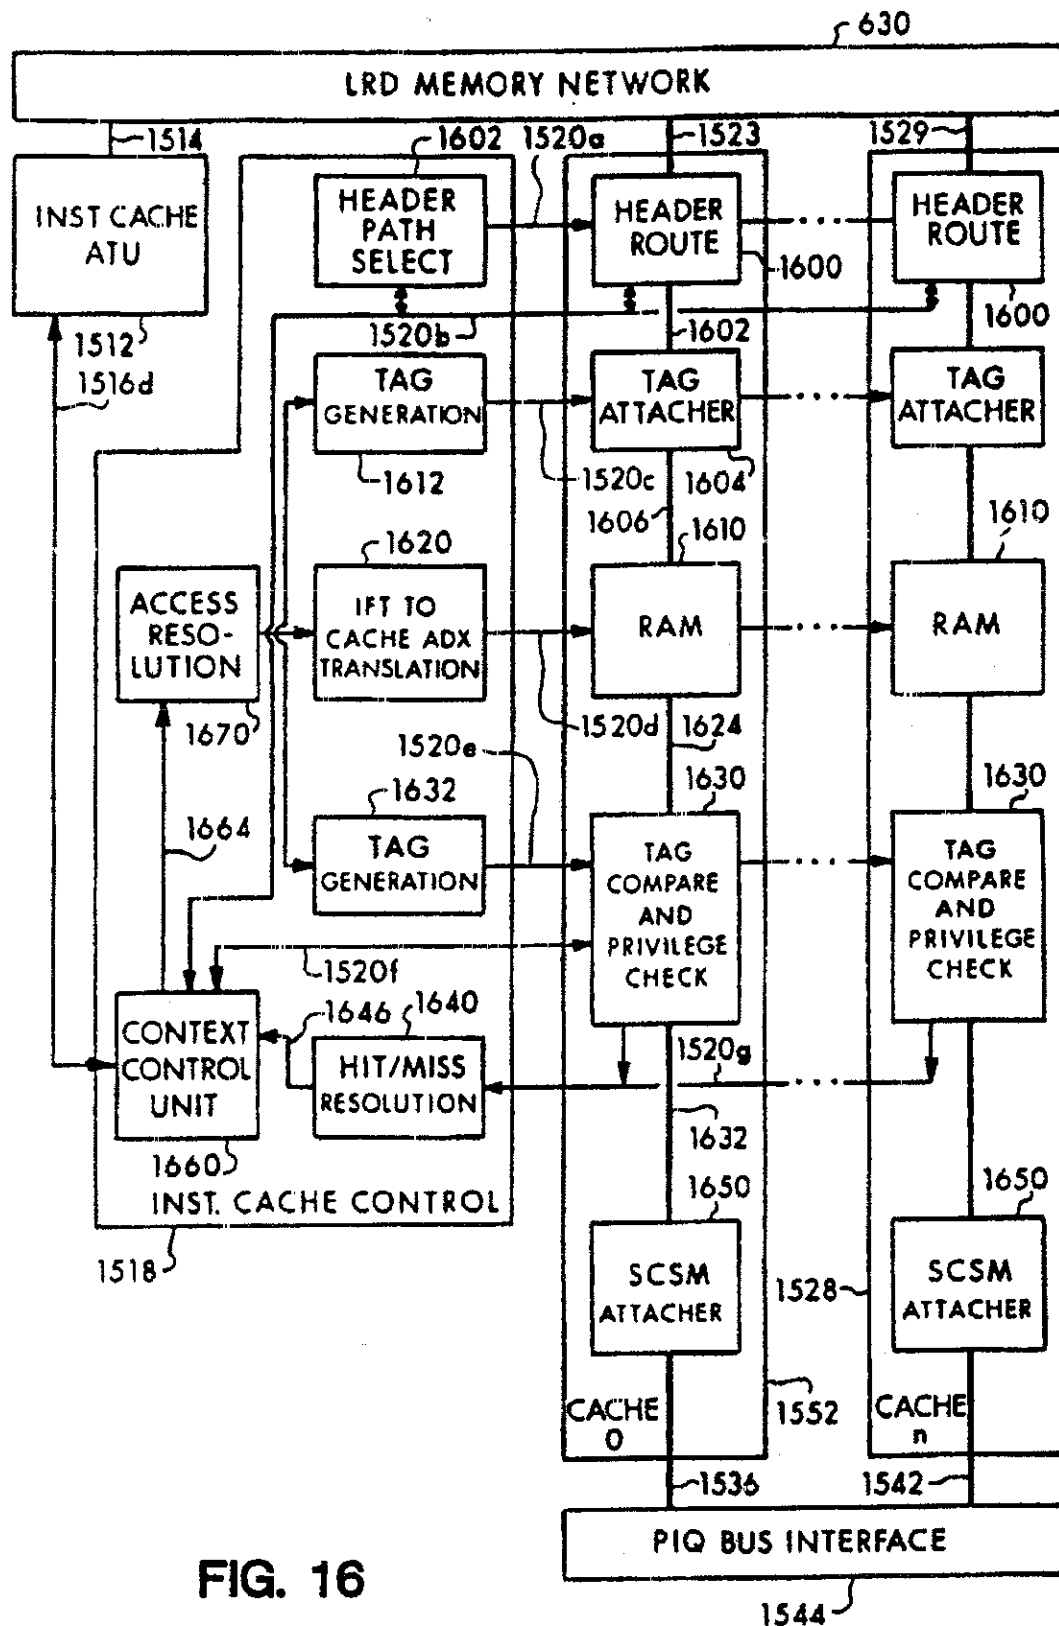 630
LRD MEMORY NETWORK
1514
1602
1520a
1523
1529
INST CACHE
ATU
HEADER
PATH
SELECT
HEADER
ROUTE
HEADER
ROUTE
1600
1600
1512
1520b
1602
1516d
TAG
GENERATION
TAG
ATTACHER
TAG
ATTACHER
1612
1520c
1604
1606
1620
1610
1610
ACCESS
RESO-
LUTION
IFT TO
CACHE ADX
TRANSLATION
RAM
RAM
1670
1520d
1624
1520e
1632
1630
1630
1664
TAG
GENERATION
TAG
COMPARE
AND
PRIVILEGE
CHECK
TAG
COMPARE
AND
PRIVILEGE
CHECK
1520f
1646
1640
CONTEXT
CONTROL
UNIT
HIT/MISS
RESOLUTION
1520g
1632
1660
INST. CACHE CONTROL
1650
1650
1518
SCSM
ATTACHER
1528
SCSM
ATTACHER
CACHE
0
1552
CACHE
n
1536
1542
PIQ BUS INTERFACE
FIG. 16
1544